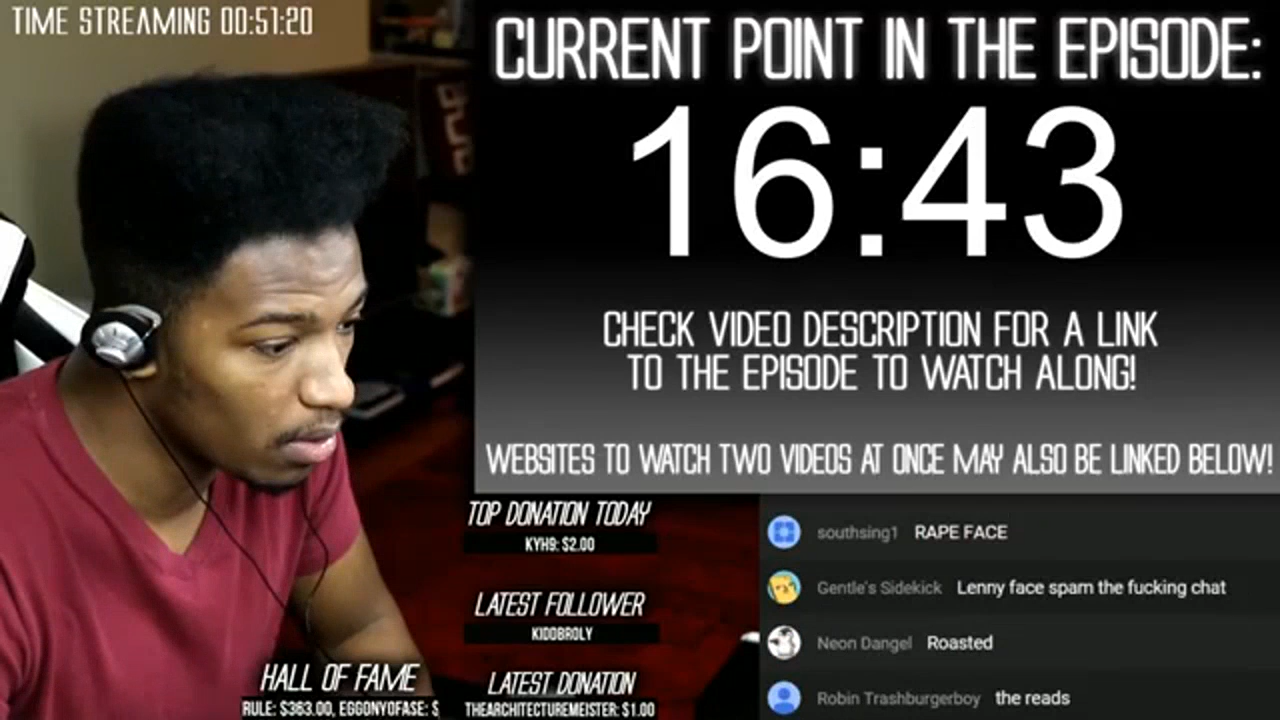 TIME STREAMING 00:51:20
CURRENT POINT IN THE EPISODE:
16:43
CHECK VIDEO DESCRIPTION FOR A LINK
TO THE EPISODE TO WATCH ALONG!
WEBSITES TO WATCH TWO VIDEOS AT ONCE MAY ALSO BE LINKED BELOW!
TOP DONATION TODAY
KYH9: $2.00
LATEST FOLLOWER
KIDOBROLY
HALL OF FAME
RULE: $363.00, EGGONYOFASE: $
LATEST DONATION
THEARCHITECTUREMEISTER: $1.00
southsing1 RAPE FACE
Gentle's Sidekick Lenny face spam the fucking chat
Neon Dangel Roasted
Robin Trashburgerboy the reads